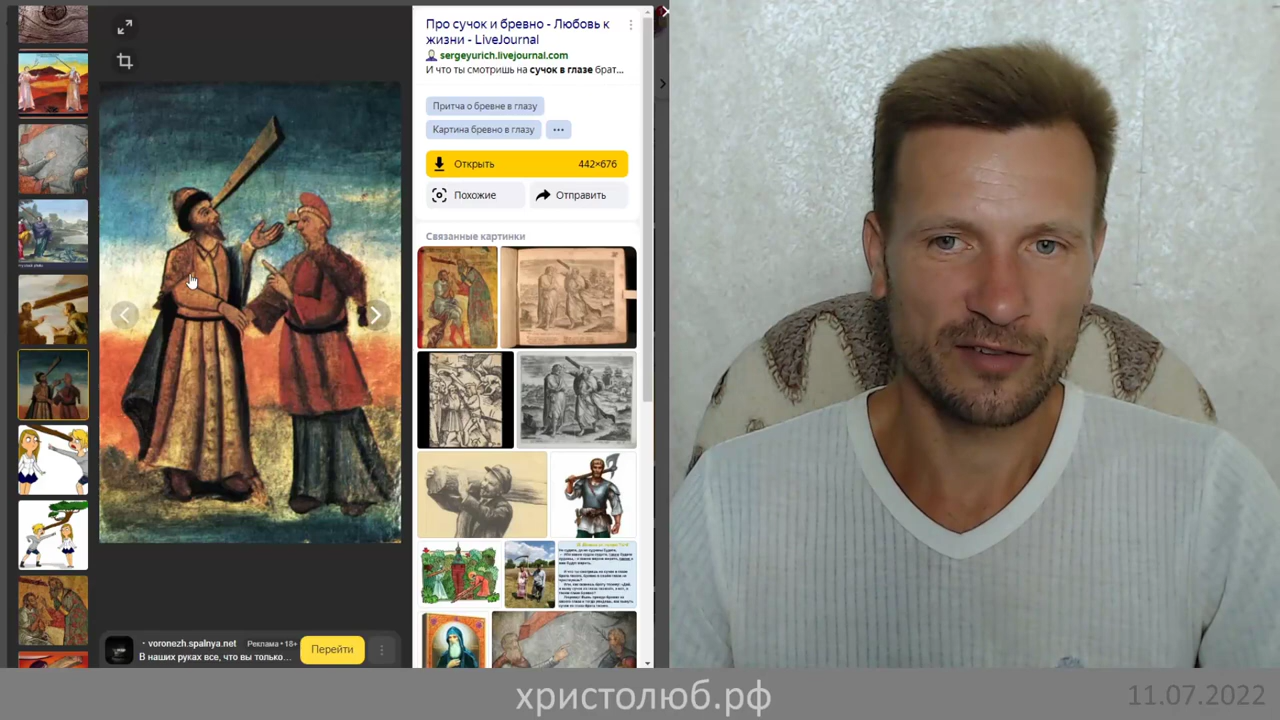 Про сучок и бревно - Любовь к
жизни - LiveJournal
sergeyurich.livejournal.com
И что ты смотришь на сучок в глазе брат...
Притча о бревне в глазу
Картина бревно в глазу
Открыть 442×676
Похожие
Отправить
Связанные картинки
· voronezh.spalnya.net Реклама • 18+
В наших руках все, что вы только...
Перейти
христолюб.рф
11.07.2022